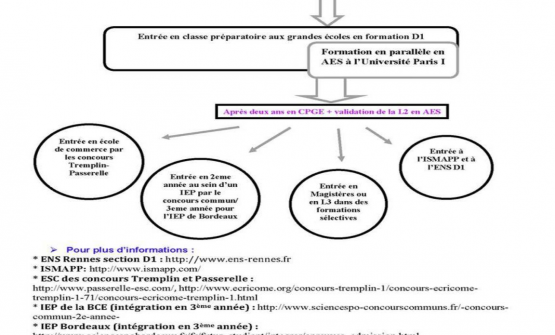 Entrée en classe préparatoire aux grandes écoles en formation D1
Formation en parallèle en
AES à l'Université Paris I
Après deux ans en CPGE + validation de la L2 en AES
Entrée en école
de commerce par
les concours
Tremplin-
Passerelle
Entrée en 2eme
année au sein d'un
IEP par le
concours commun/
3eme année pour
l'IEP de Bordeaux
Entrée en
Magistères ou
en L3 dans des
formations
sélectives
Entrée à
l'ISMAPP et à
l'ENS D1
➢ Pour plus d'informations :
* ENS Rennes section D1 : http://www.ens-rennes.fr
* ISMAPP: http://www.ismapp.com/
* ESC des concours Tremplin et Passerelle :
http://www.passerelle-esc.com/, http://www.ecricome.org/concours-tremplin-1/concours-ecricome-
tremplin-1-71/concours-ecricome-tremplin-1.html
* IEP de la BCE (intégration en 3ème année) : http://www.sciencespo-concourscommuns.fr/-concours-
commun-2e-annee-
* IEP Bordeaux (intégration en 3ème année) :